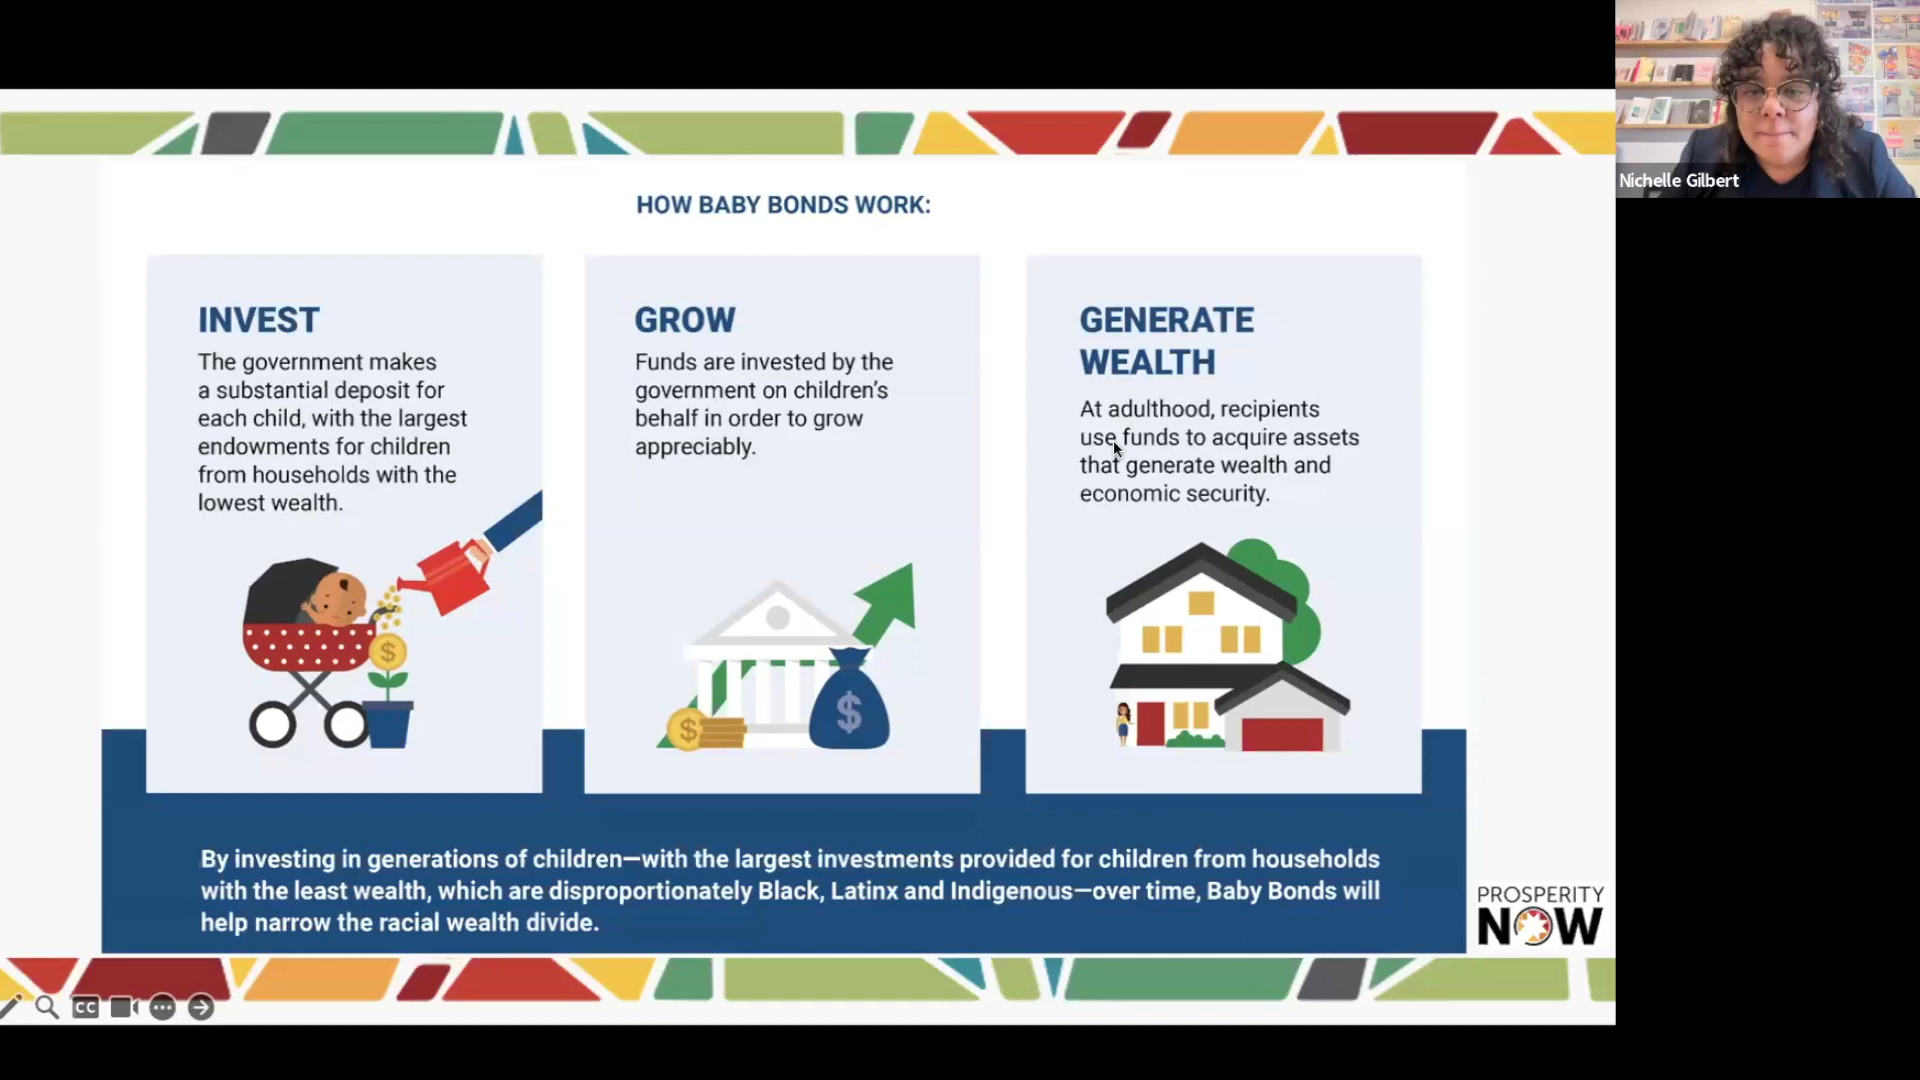 Nichelle Gilbert
HOW BABY BONDS WORK:
INVEST
The government makes
a substantial deposit for
each child, with the largest
endowments for children
from households with the
lowest wealth.
$
GROW
Funds are invested by the
government on children's
behalf in order to grow
appreciably.
$
$
GENERATE
WEALTH
At adulthood, recipients
use funds to acquire assets
that generate wealth and
economic security.
By investing in generations of children—with the largest investments provided for children from households
with the least wealth, which are disproportionately Black, Latinx and Indigenous—over time, Baby Bonds will
help narrow the racial wealth divide.
PROSPERITY
NOW
CC